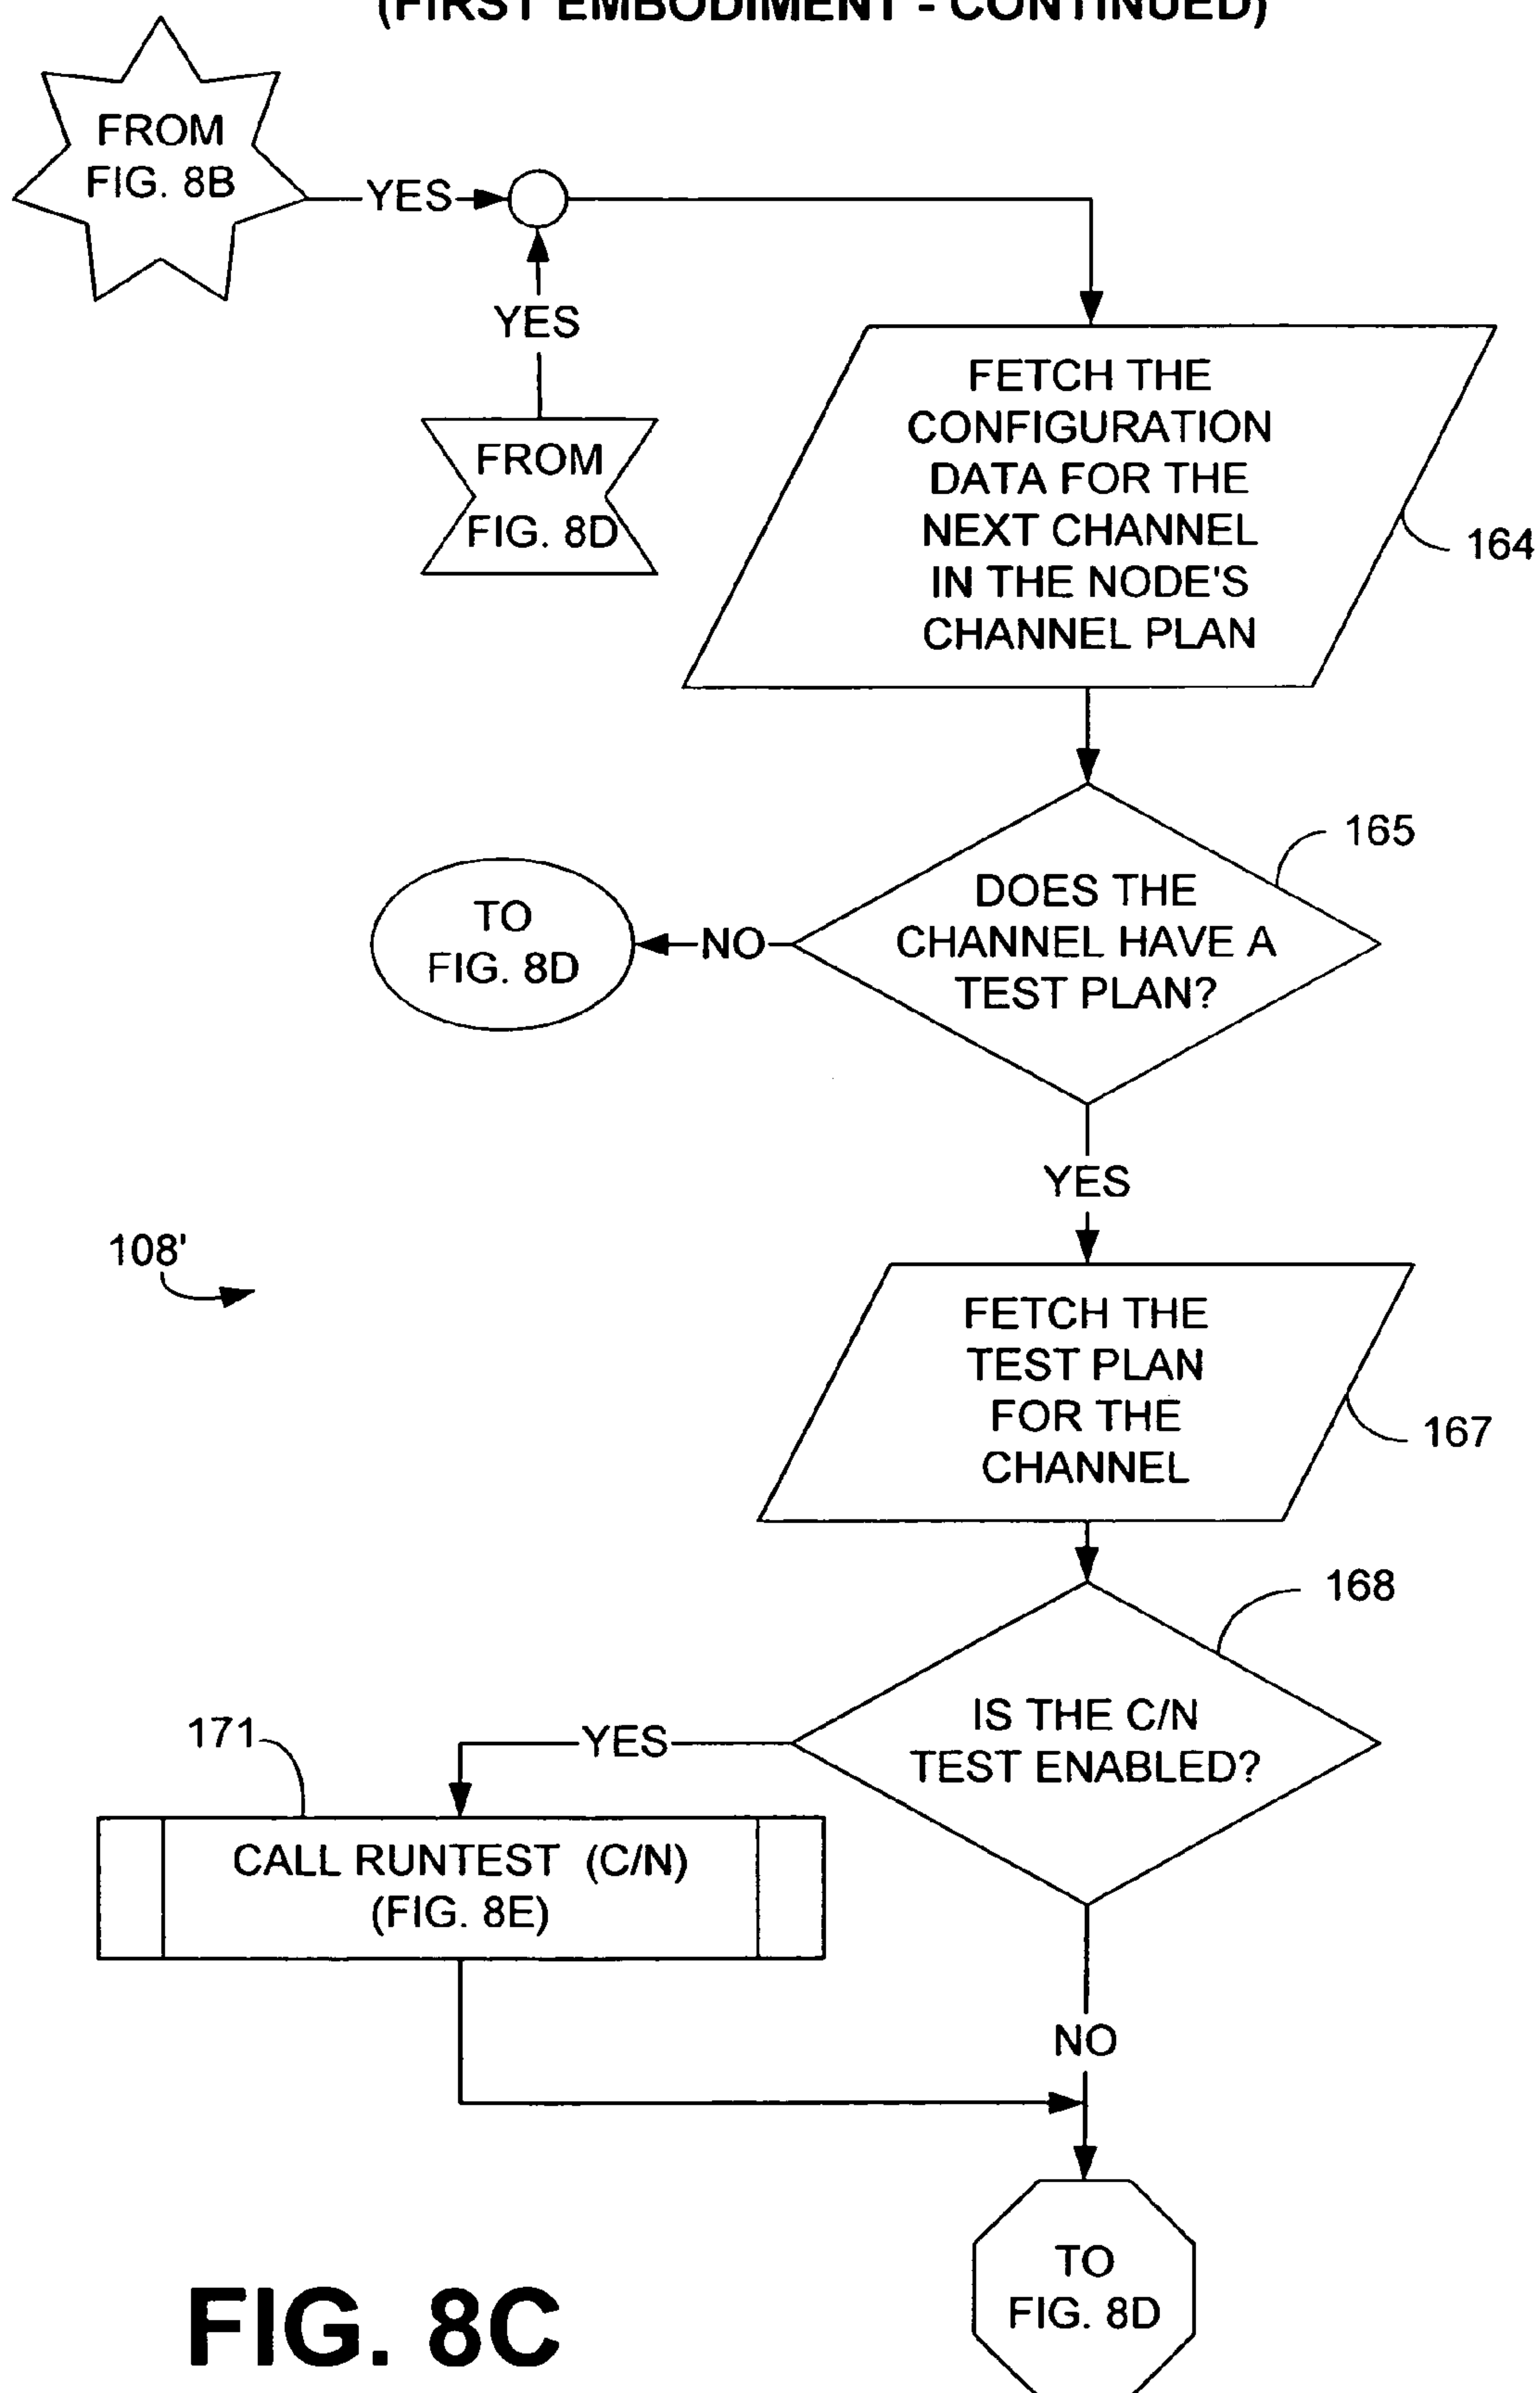 (FIRST EMBODIMENT - CONTINUED)
FROM
FIG. 8B
YES
YES
FROM
FIG. 8D
FETCH THE
CONFIGURATION
DATA FOR THE
NEXT CHANNEL
IN THE NODE'S
CHANNEL PLAN
164
165
DOES THE
CHANNEL HAVE A
TEST PLAN?
NO
TO
FIG. 8D
YES
108'
FETCH THE
TEST PLAN
FOR THE
CHANNEL
167
168
IS THE C/N
TEST ENABLED?
YES
171
CALL RUNTEST (C/N)
(FIG. 8E)
NO
TO
FIG. 8D
FIG. 8C